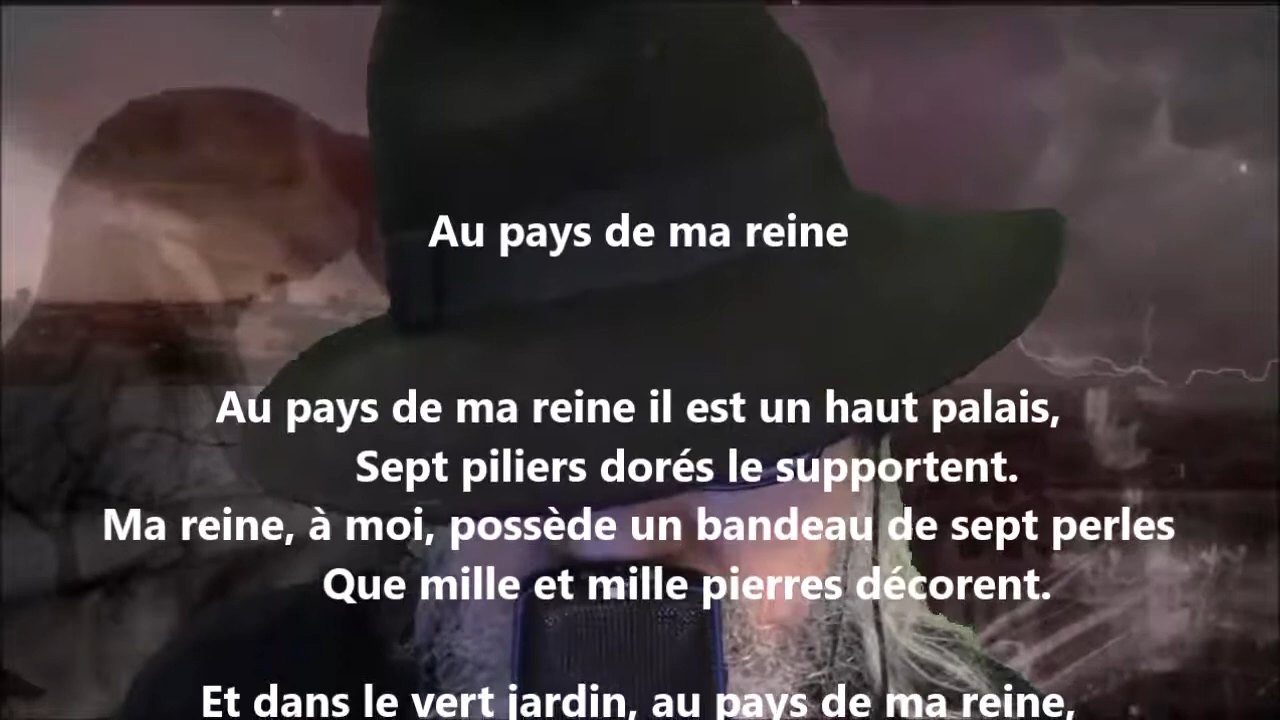 Au pays de ma reine
Au pays de ma reine il est un haut palais,
Sept piliers dorés le supportent.
Ma reine, à moi, possède un bandeau de sept perles
Que mille et mille pierres décorent.
Et dans le vert jardin, au pays de ma reine,